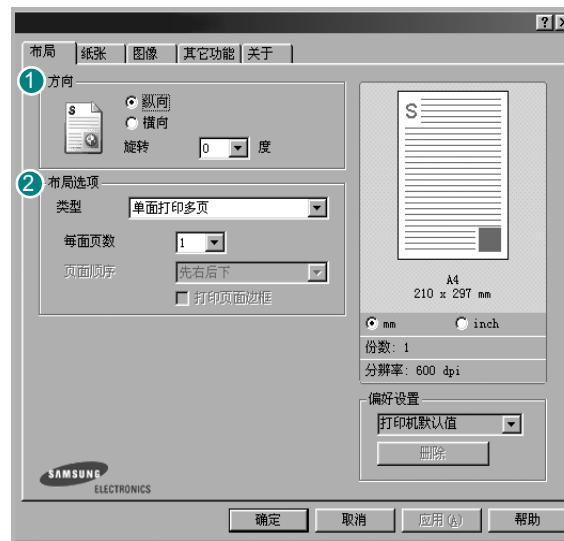 ? X
布局 纸张 图像 其它功能 关于
1 方向
S
纵向
横向
旋转 0 度
2 布局选项
类型 单面打印多页
每面页数 1
页面顺序 先右后下
打印页面边框
S
A4
210 x 297 mm
mm inch
份数: 1
分辨率: 600 dpi
偏好设置
打印机默认值
删除
SAMSUNG
ELECTRONICS
确定 取消 应用(A) 帮助